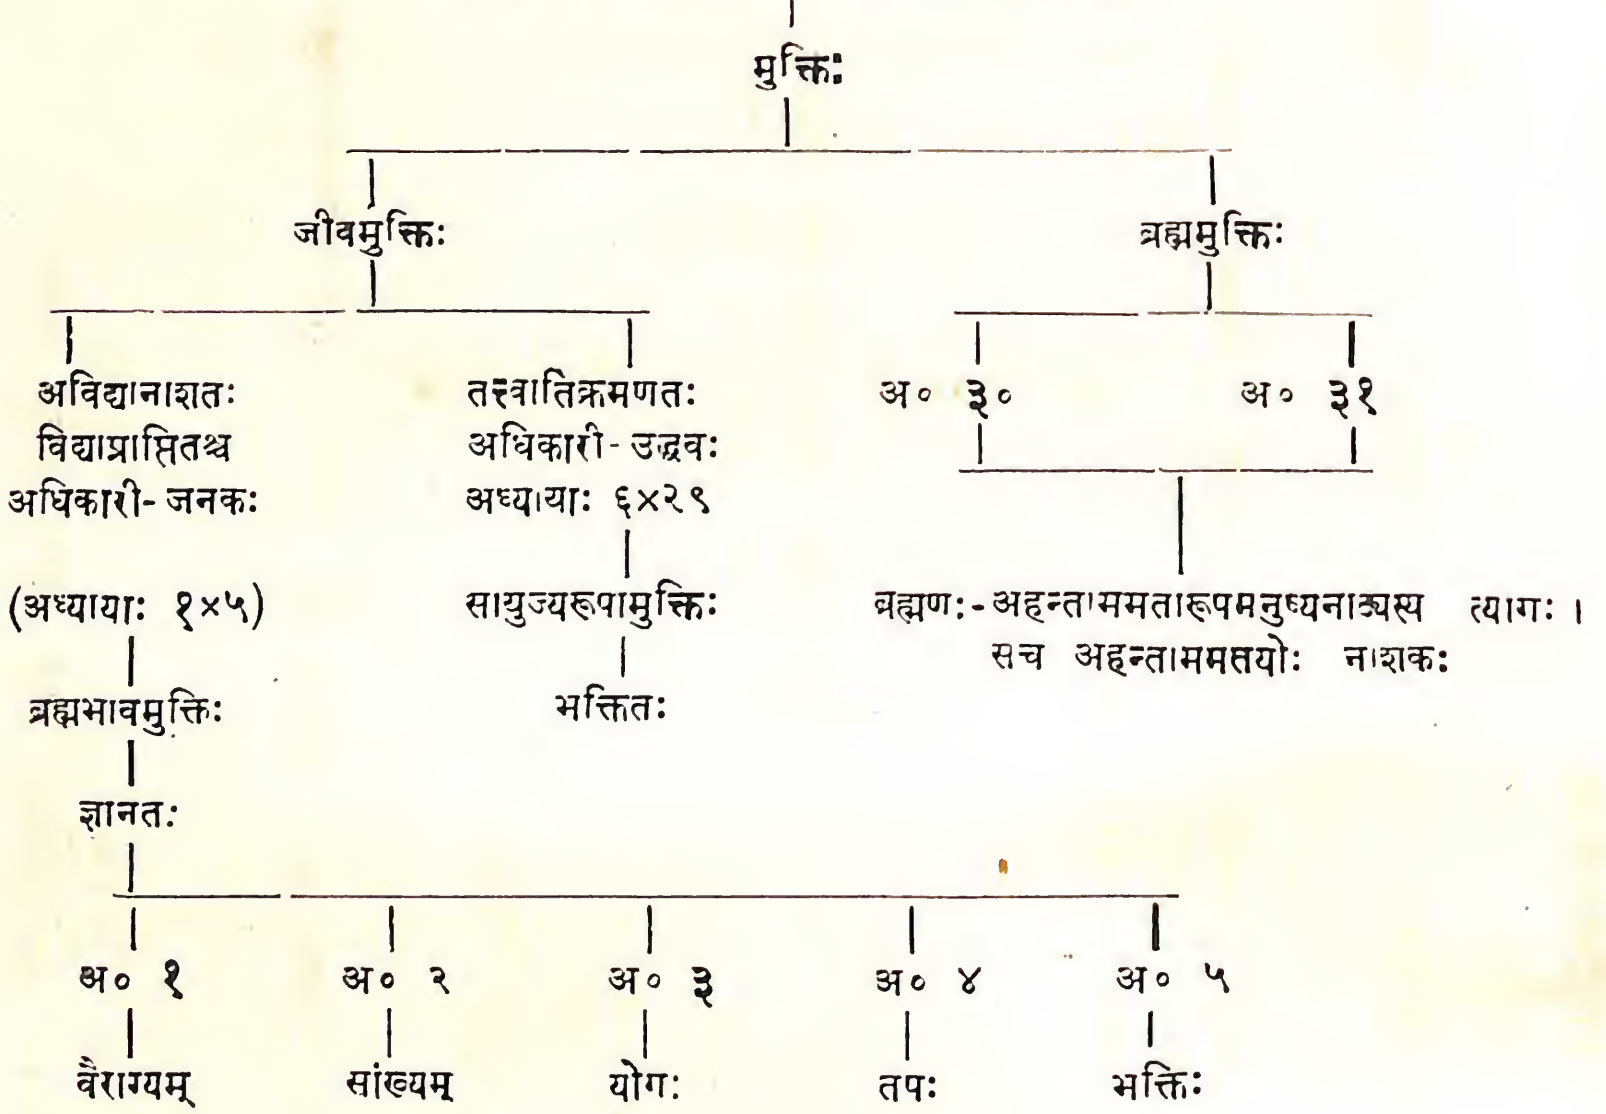 मुक्तिः
जीवमुक्तिः ब्रह्ममुक्तिः
अविद्यानाशतः तत्त्वातिक्रमणतः अ० ३० अ० ३१
विद्याप्राप्तितश्च अधिकारी-उद्धवः
अधिकारी-जनकः अध्यायाः ६×२९
(अध्यायाः १×५) सायुज्यरूपामुक्तिः ब्रह्मणः-अहन्ताममतारूपमनुष्यनाट्यस्य त्यागः।
सच अहन्ताममतयोः नाशकः
ब्रह्मभावमुक्तिः भक्तितः
ज्ञानतः
अ० १ अ० २ अ० ३ अ० ४ अ० ५
वैराग्यम् सांख्यम् योगः तपः भक्तिः